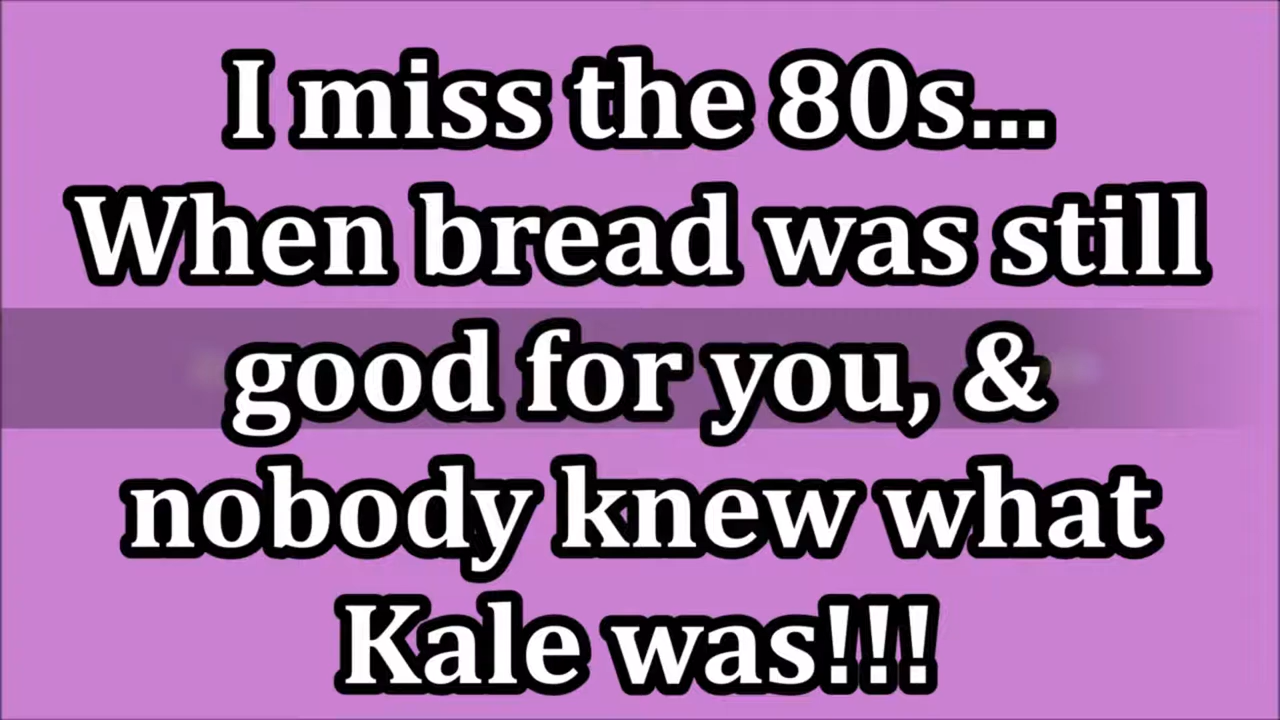 I miss the 80s...
When bread was still
good for you, &
nobody knew what
Kale was!!!